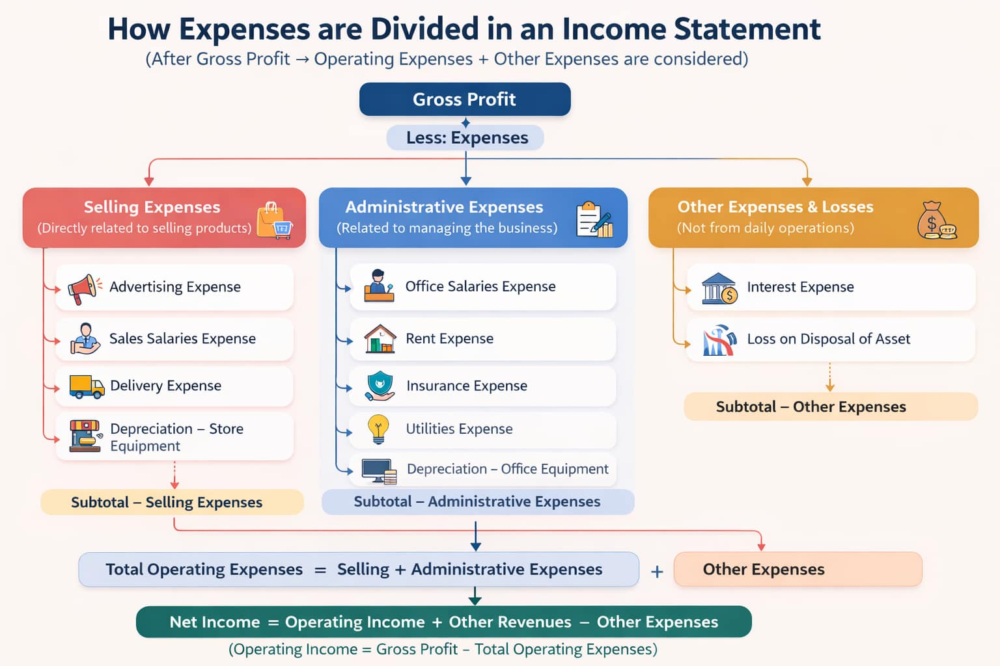 How Expenses are Divided in an Income Statement
(After Gross Profit → Operating Expenses + Other Expenses are considered)
Gross Profit
Less: Expenses
Selling Expenses
(Directly related to selling products)
Administrative Expenses
(Related to managing the business)
Other Expenses & Losses
(Not from daily operations)
$
Advertising Expense
Sales Salaries Expense
Delivery Expense
Depreciation – Store
Equipment
Subtotal – Selling Expenses
Office Salaries Expense
Rent Expense
Insurance Expense
Utilities Expense
Depreciation – Office Equipment
Subtotal – Administrative Expenses
Interest Expense
$
Loss on Disposal of Asset
Subtotal – Other Expenses
Total Operating Expenses = Selling + Administrative Expenses
+
Other Expenses
Net Income = Operating Income + Other Revenues – Other Expenses
(Operating Income = Gross Profit – Total Operating Expenses)